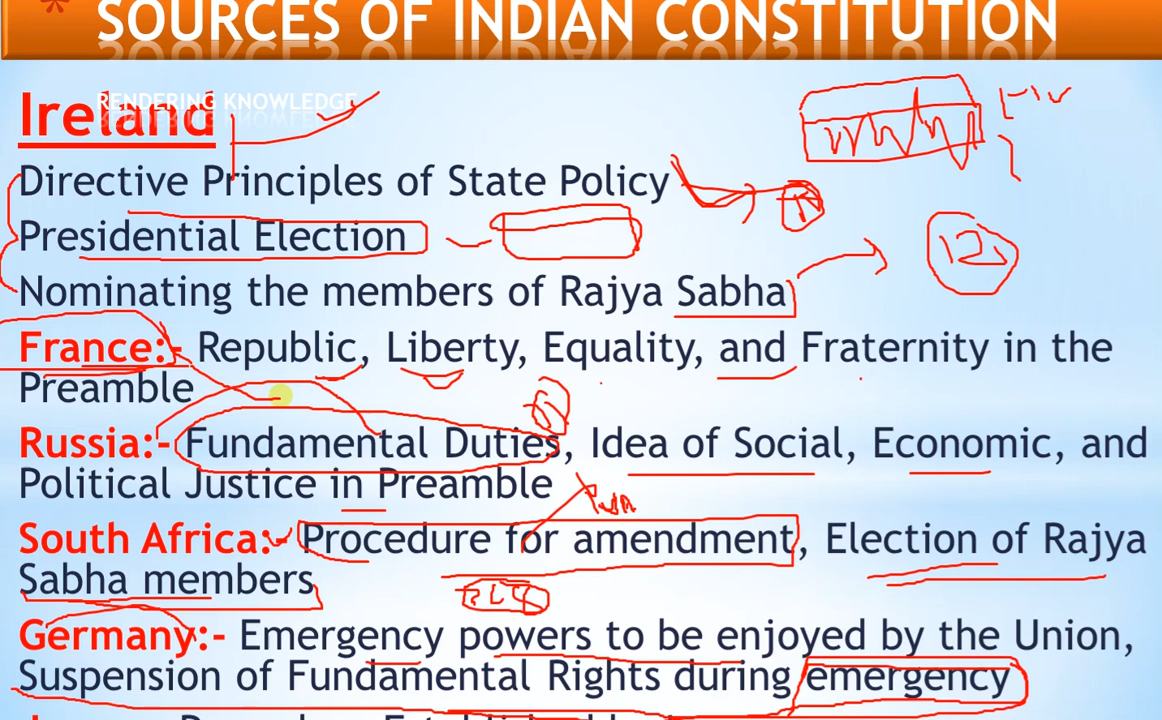 * SOURCES OF INDIAN CONSTITUTION
RENDERING KNOWLEDGE
Ireland
Directive Principles of State Policy
Presidential Election
Nominating the members of Rajya Sabha
12
France:- Republic, Liberty, Equality, and Fraternity in the
Preamble
Russia:- Fundamental Duties, Idea of Social, Economic, and
Political Justice in Preamble
South Africa:- Procedure for amendment, Election of Rajya
Sabha members
Germany:- Emergency powers to be enjoyed by the Union,
Suspension of Fundamental Rights during emergency